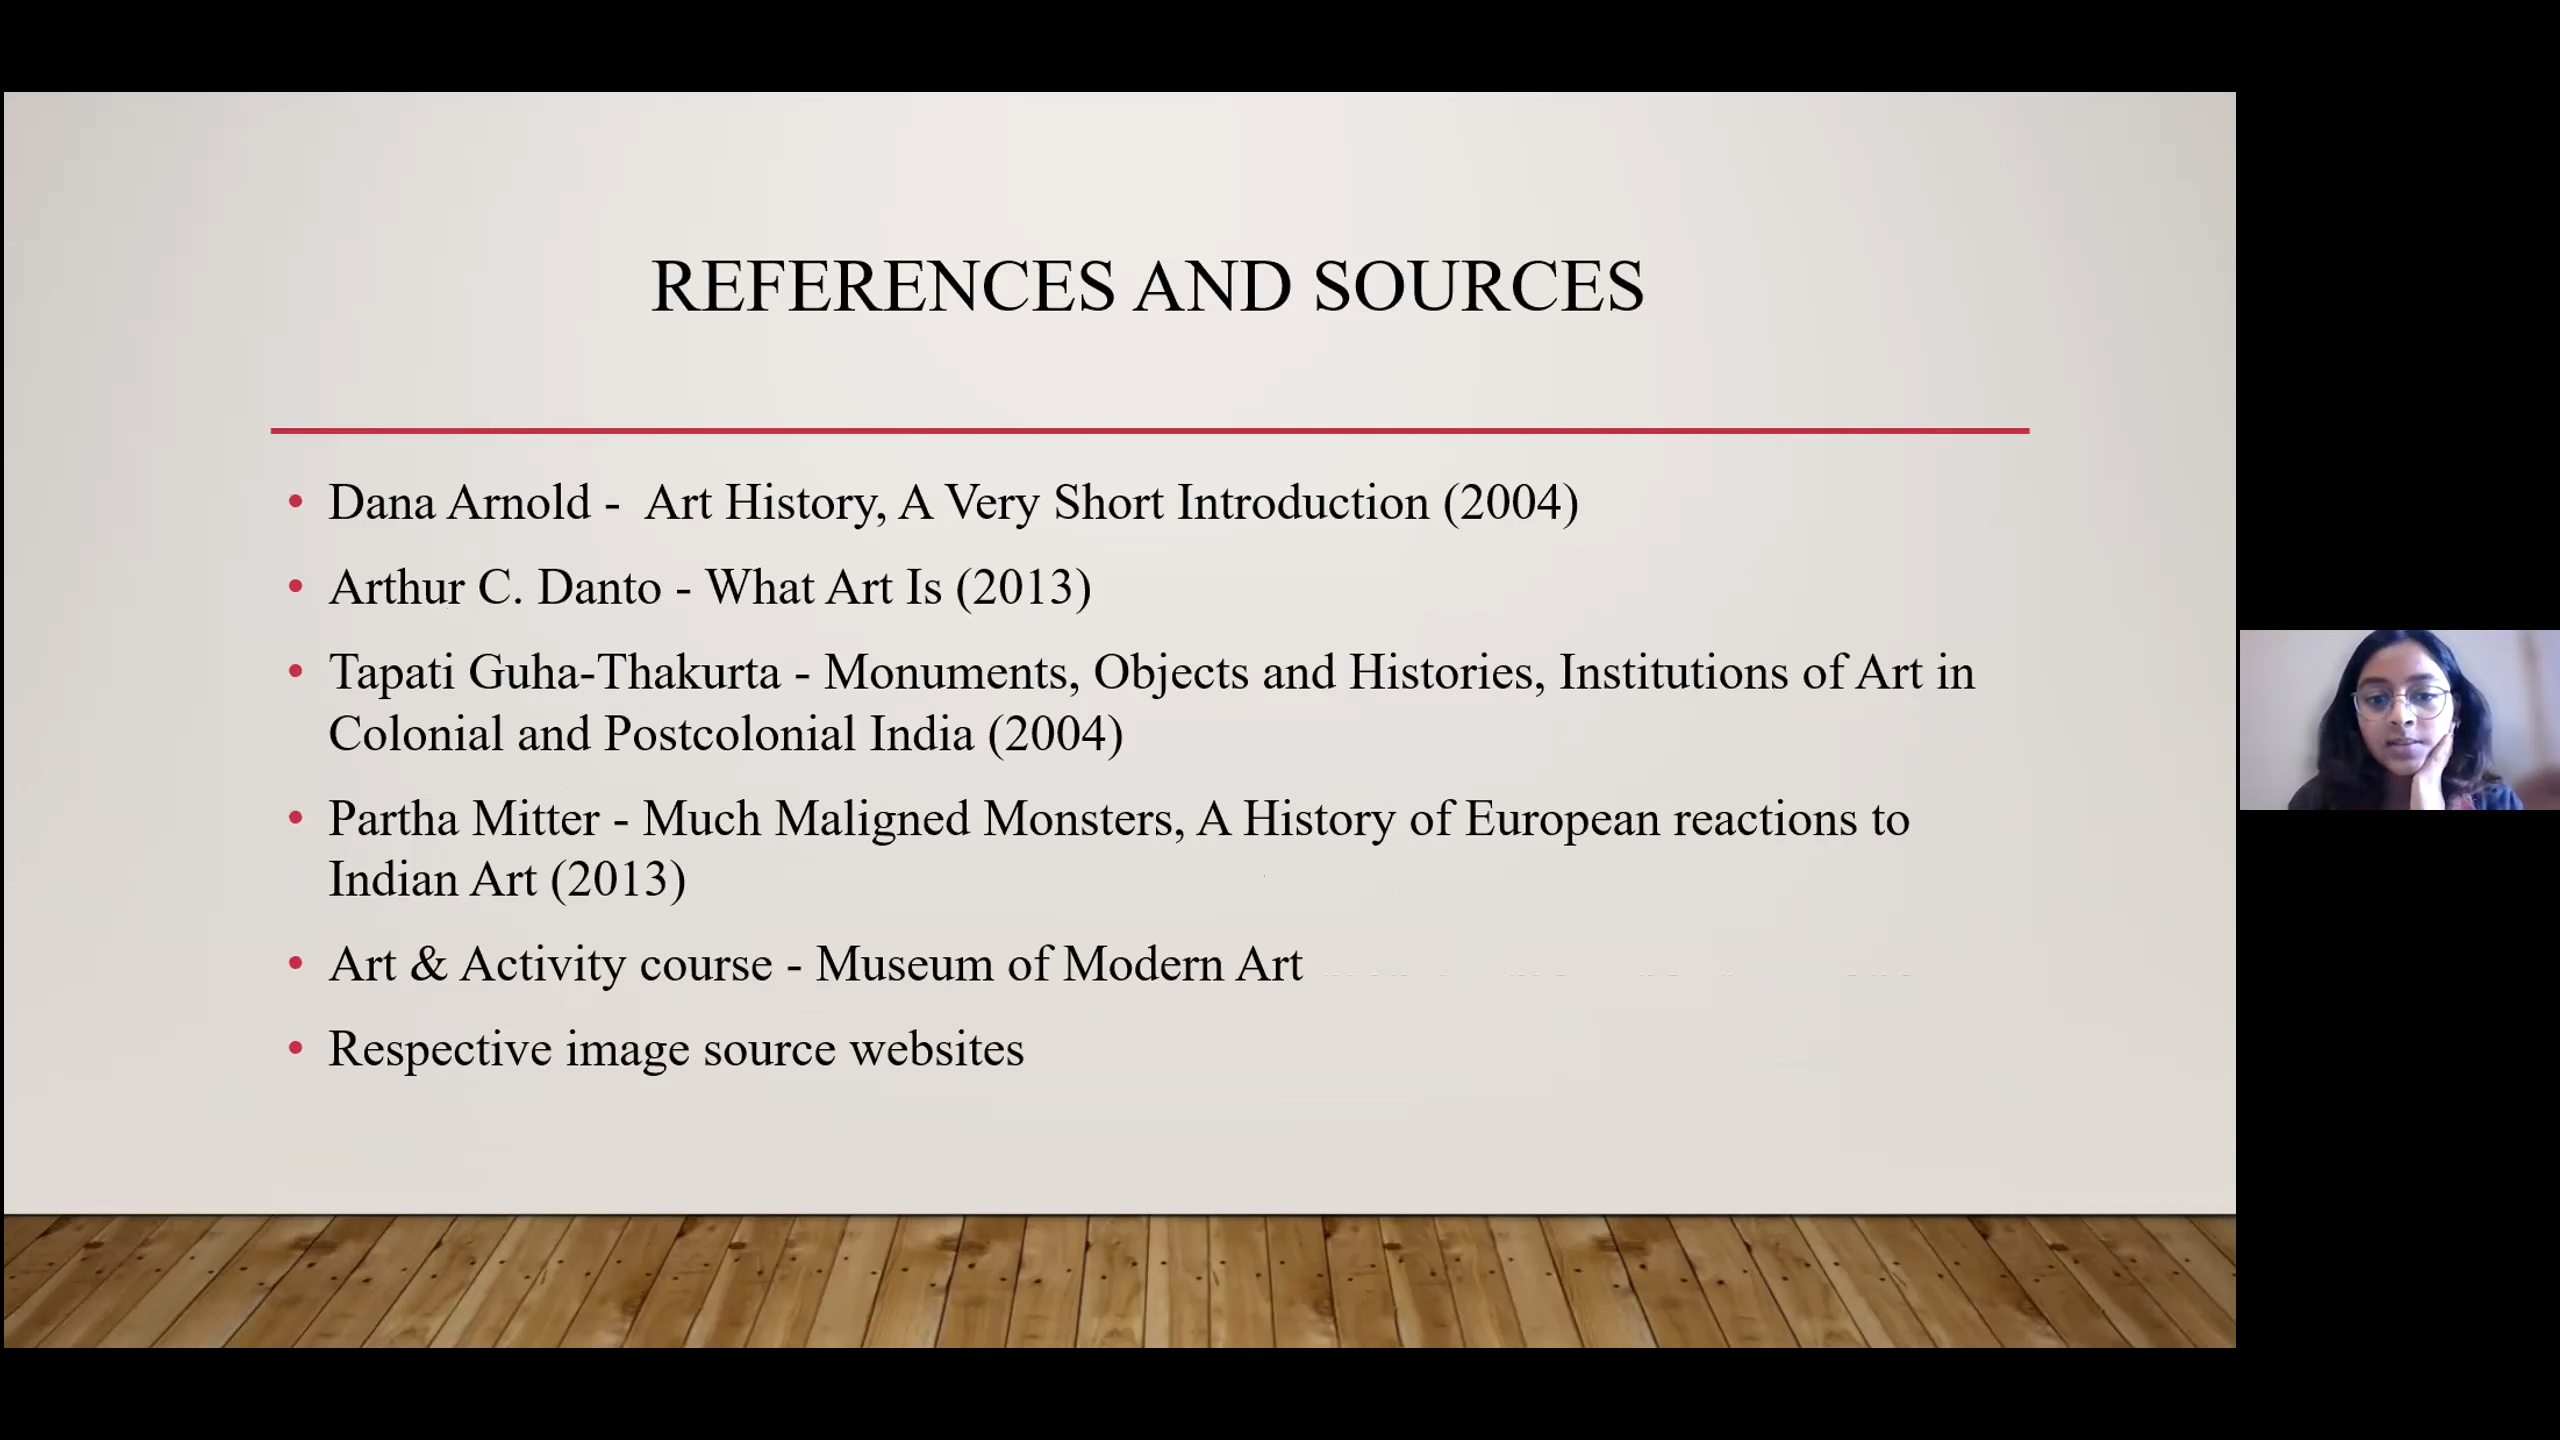 REFERENCES AND SOURCES
• Dana Arnold -  Art History, A Very Short Introduction (2004)
• Arthur C. Danto - What Art Is (2013)
• Tapati Guha-Thakurta - Monuments, Objects and Histories, Institutions of Art in
Colonial and Postcolonial India (2004)
• Partha Mitter - Much Maligned Monsters, A History of European reactions to
Indian Art (2013)
• Art & Activity course - Museum of Modern Art
• Respective image source websites